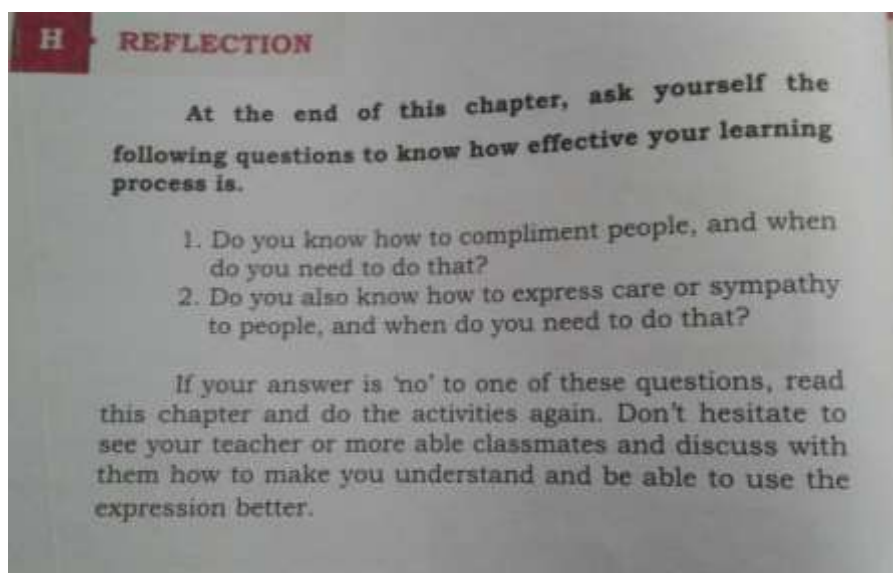 H REFLECTION
At the end of this chapter, ask yourself the
following questions to know how effective your learning
process is.
1. Do you know how to compliment people, and when
do you need to do that?
2. Do you also know how to express care or sympathy
to people, and when do you need to do that?
If your answer is 'no' to one of these questions, read
this chapter and do the activities again. Don't hesitate to
see your teacher or more able classmates and discuss with
them how to make you understand and be able to use the
expression better.